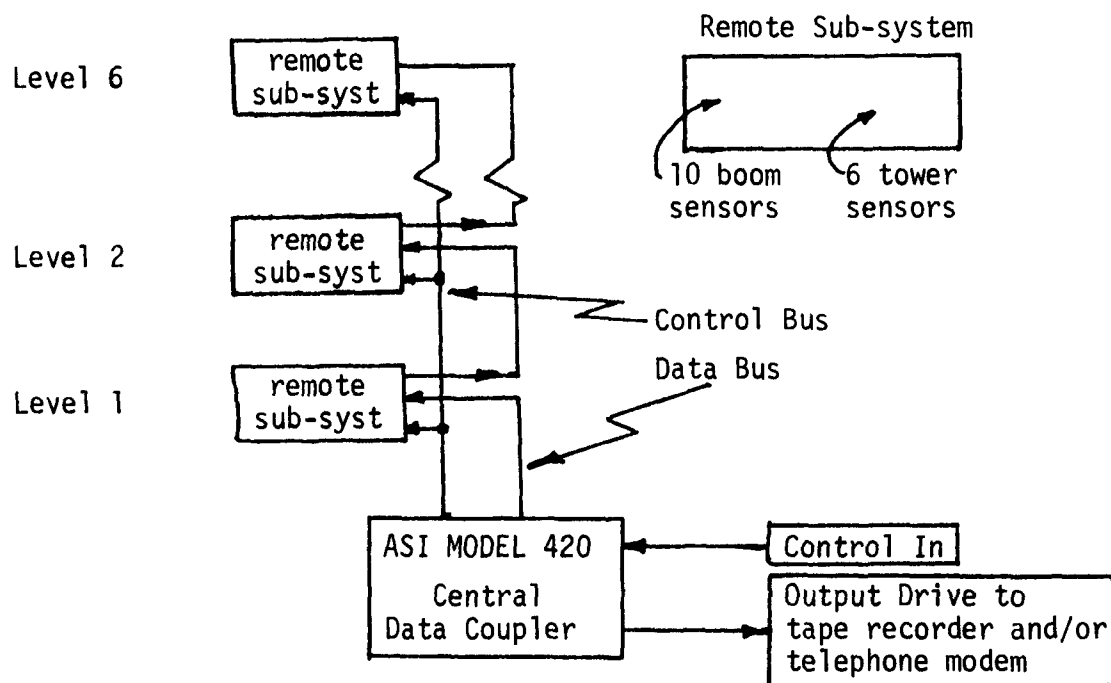 Remote Sub-system
Level 6
remote
sub-syst
10 boom
sensors
6 tower
sensors
Level 2
remote
sub-syst
Control Bus
Data Bus
Level 1
remote
sub-syst
ASI MODEL 420
Central
Data Coupler
Control In
Output Drive to
tape recorder and/or
telephone modem